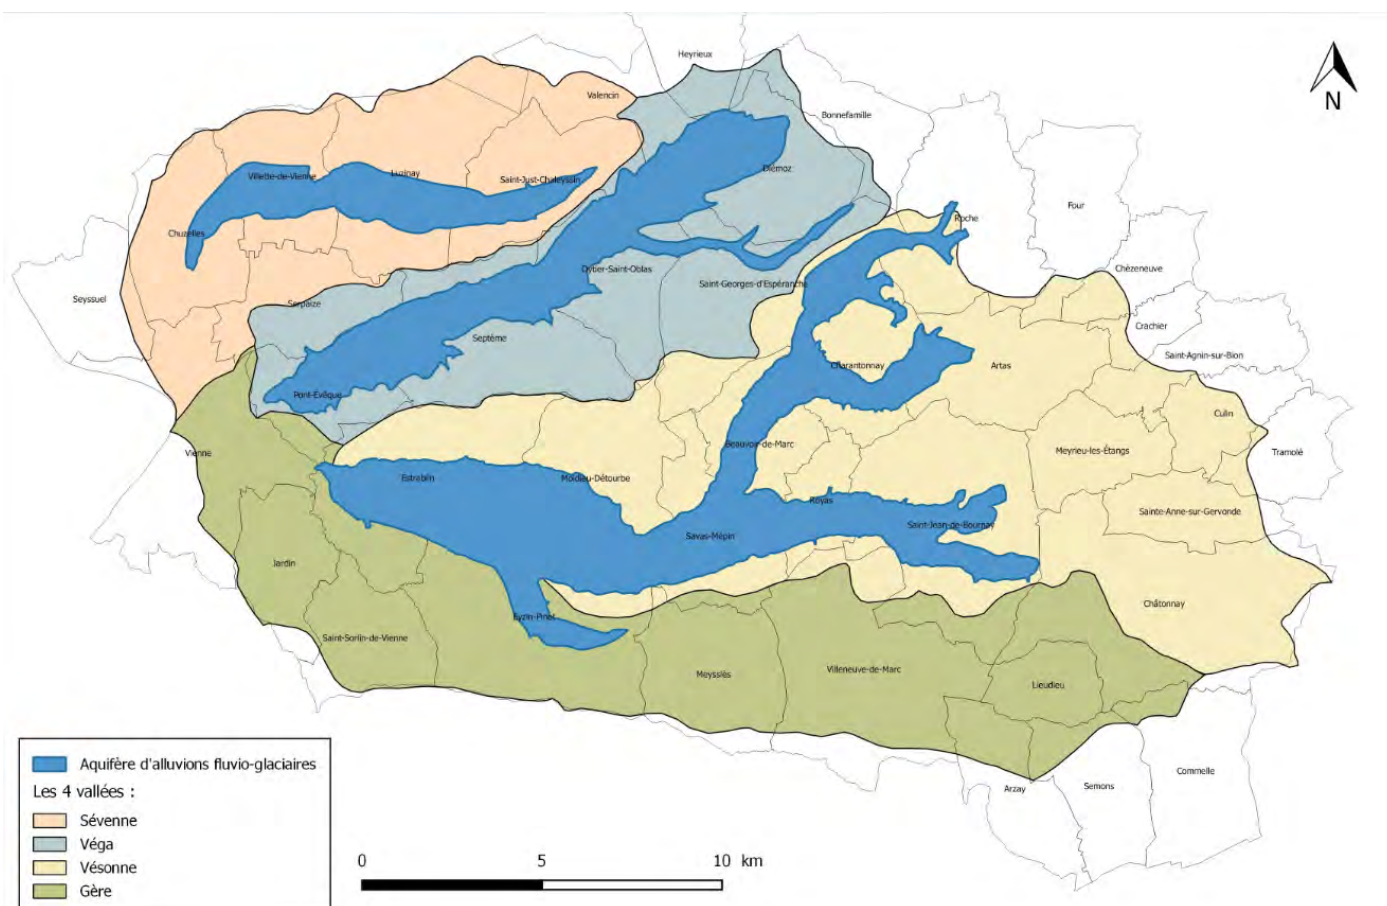 Heyrieux
Valencin
Bonnefamille
Villette-de-Vienne
Luzinay
Saint-Just-Chaleyssin
Diémoz
Roche
Four
Chuzelles
Chèzeneuve
Oytier-Saint-Oblas
Saint-Georges-d'Espéranche
Seyssuel
Serpaize
Crachier
Septème
Saint-Agnin-sur-Bion
Charantonnay
Artas
Pont-Evêque
Culin
Vienne
Beauvoir-de-Marc
Meyrieu-les-Étangs
Tramolé
Estrablin
Moidieu-Détourbe
Royas
Sainte-Anne-sur-Gervonde
Saint-Jean-de-Bournay
Savas-Mépin
Jardin
Châtonnay
Eyzin-Pinet
Saint-Sorlin-de-Vienne
Meyssiès
Villeneuve-de-Marc
Lieudieu
Commelle
Semons
Arzay
N
Aquifère d'alluvions fluvio-glaciaires
Les 4 vallées :
Sévenne
Véga
Vésonne
Gère
0 5 10 km